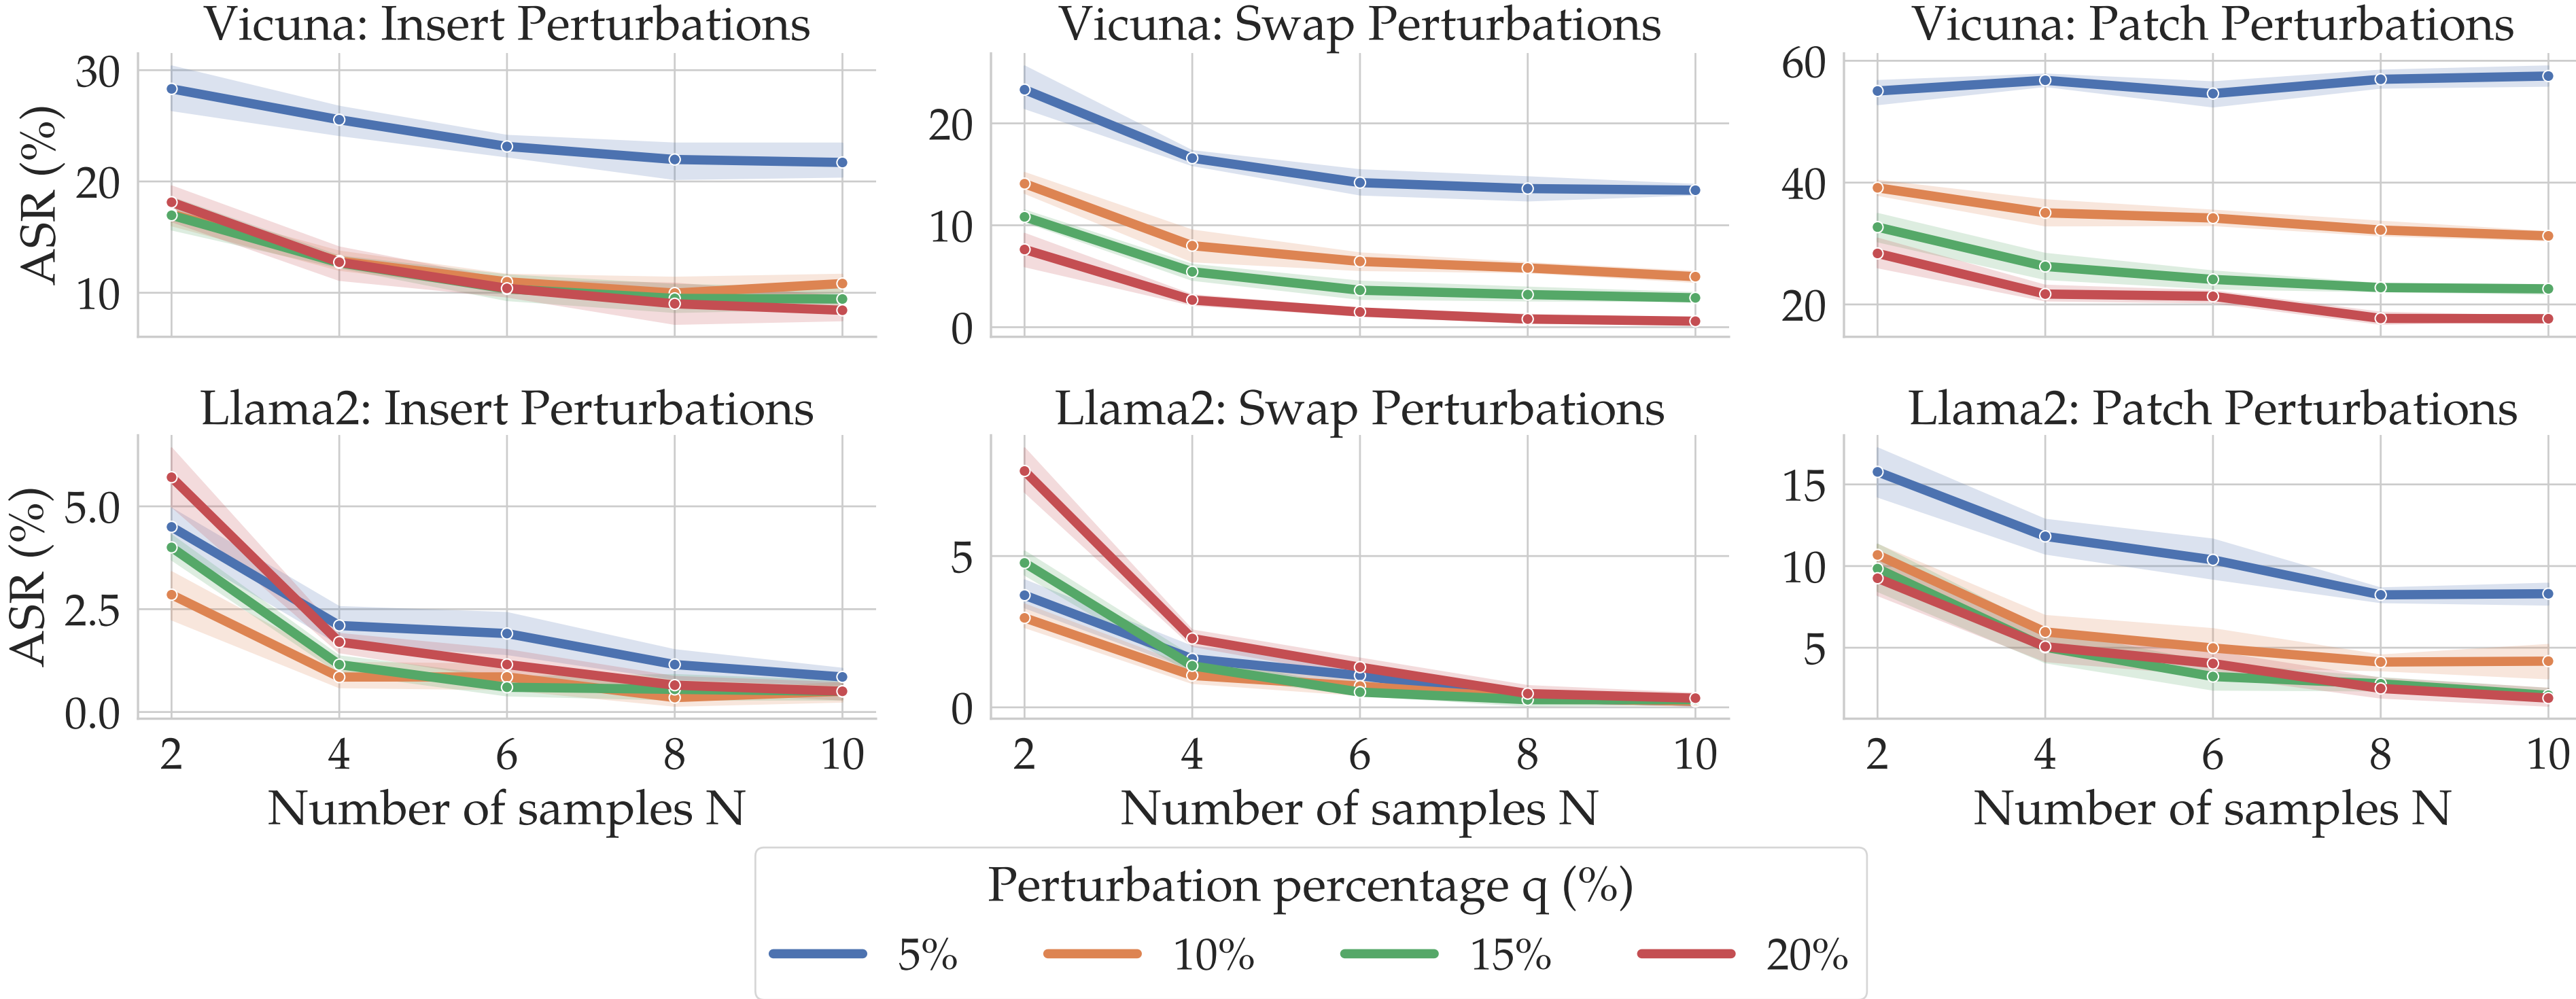 Vicuna: Insert Perturbations
Vicuna: Swap Perturbations
Vicuna: Patch Perturbations
ASR (%)
30
20
10
20
10
0
60
40
20
Llama2: Insert Perturbations
Llama2: Swap Perturbations
Llama2: Patch Perturbations
ASR (%)
5.0
2.5
0.0
5
0
15
10
5
2 4 6 8 10
2 4 6 8 10
2 4 6 8 10
Number of samples N
Number of samples N
Number of samples N
Perturbation percentage q (%)
5% 10% 15% 20%